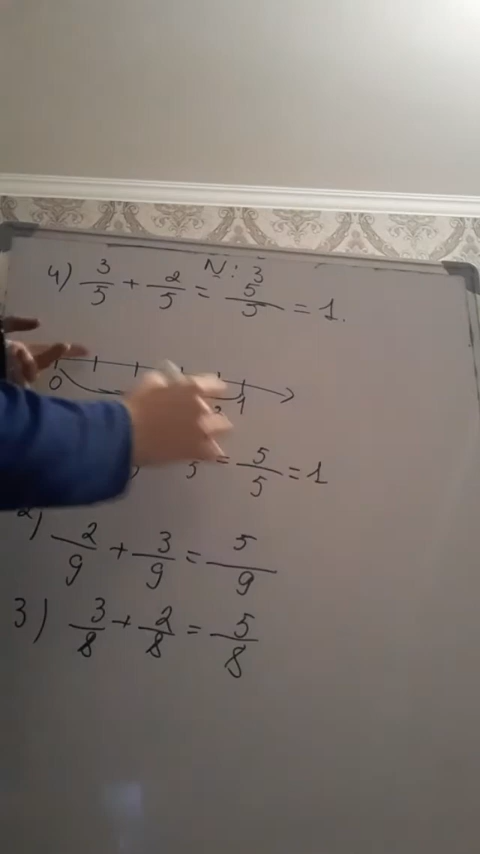 N: 3
4) 3/5 + 2/5 = 5/5 = 1.
0 1
5 = 5/5 = 1
2) 2/9 + 3/9 = 5/9
3) 3/8 + 2/8 = 5/8